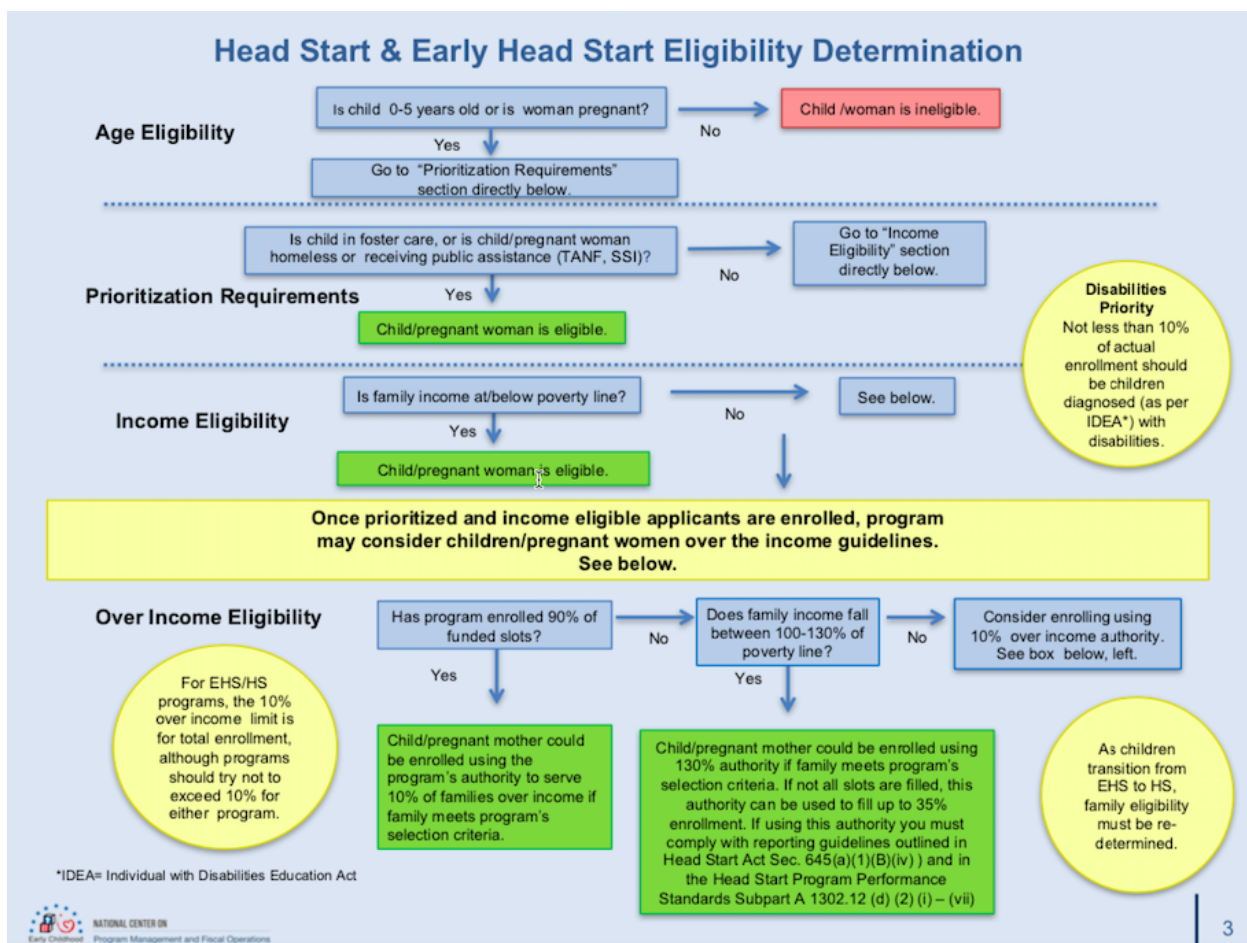 Head Start & Early Head Start Eligibility Determination
Age Eligibility
Is child 0-5 years old or is woman pregnant?
No
Child /woman is ineligible.
Yes
Go to “Prioritization Requirements”
section directly below.
Prioritization Requirements
Is child in foster care, or is child/pregnant woman
homeless or receiving public assistance (TANF, SSI)?
No
Go to “Income
Eligibility” section
directly below.
Yes
Child/pregnant woman is eligible.
Disabilities
Priority
Not less than 10%
of actual
enrollment should
be children
diagnosed (as per
IDEA*) with
disabilities.
Income Eligibility
Is family income at/below poverty line?
No
See below.
Yes
Child/pregnant woman is eligible.
Once prioritized and income eligible applicants are enrolled, program
may consider children/pregnant women over the income guidelines.
See below.
Over Income Eligibility
Has program enrolled 90% of
funded slots?
No
Does family income fall
between 100-130% of
poverty line?
No
Consider enrolling using
10% over income authority.
See box below, left.
Yes
Yes
For EHS/HS
programs, the 10%
over income limit is
for total enrollment,
although programs
should try not to
exceed 10% for
either program.
Child/pregnant mother could
be enrolled using the
program’s authority to serve
10% of families over income if
family meets program’s
selection criteria.
Child/pregnant mother could be enrolled using
130% authority if family meets program’s
selection criteria. If not all slots are filled, this
authority can be used to fill up to 35%
enrollment. If using this authority you must
comply with reporting guidelines outlined in
Head Start Act Sec. 645(a)(1)(B)(iv) ) and in
the Head Start Program Performance
Standards Subpart A 1302.12 (d) (2) (i) – (vii)
As children
transition from
EHS to HS,
family eligibility
must be re-
determined.
*IDEA= Individual with Disabilities Education Act
NATIONAL CENTER ON
Early Childhood Program Management and Fiscal Operations
3